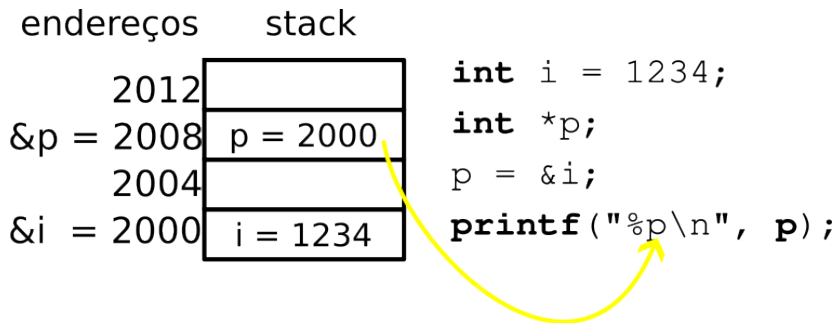 endereços stack
2012
&p = 2008 p = 2000
2004
&i = 2000 i = 1234
int i = 1234;
int *p;
p = &i;
printf("%p\n", p);